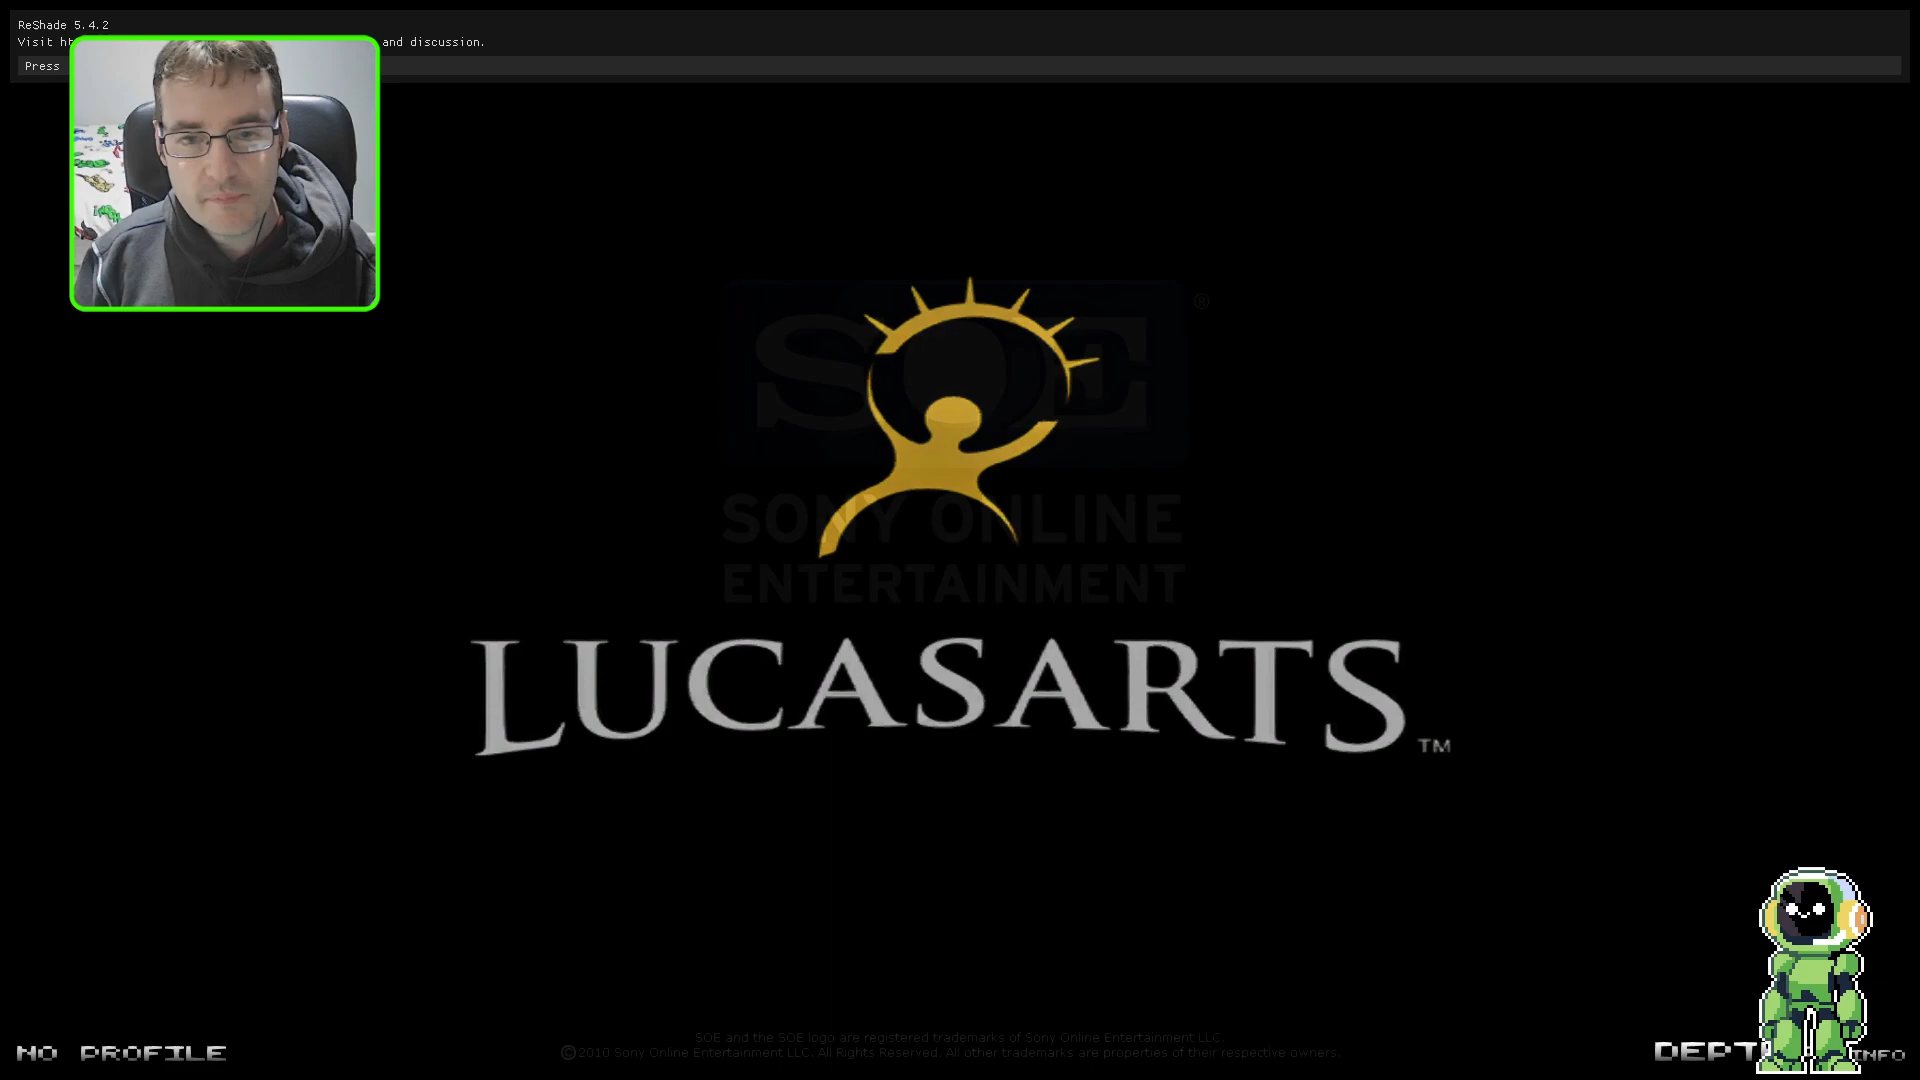 ReShade 5.4.2
Visit and discussion.
Press
®
SOE
SONY ONLINE
ENTERTAINMENT
LUCASARTS ™
SOE and the SOE logo are registered trademarks of Sony Online Entertainment LLC.
©2010 Sony Online Entertainment LLC. All Rights Reserved. All other trademarks are properties of their respective owners.
NO PROFILE
DEPT INFO